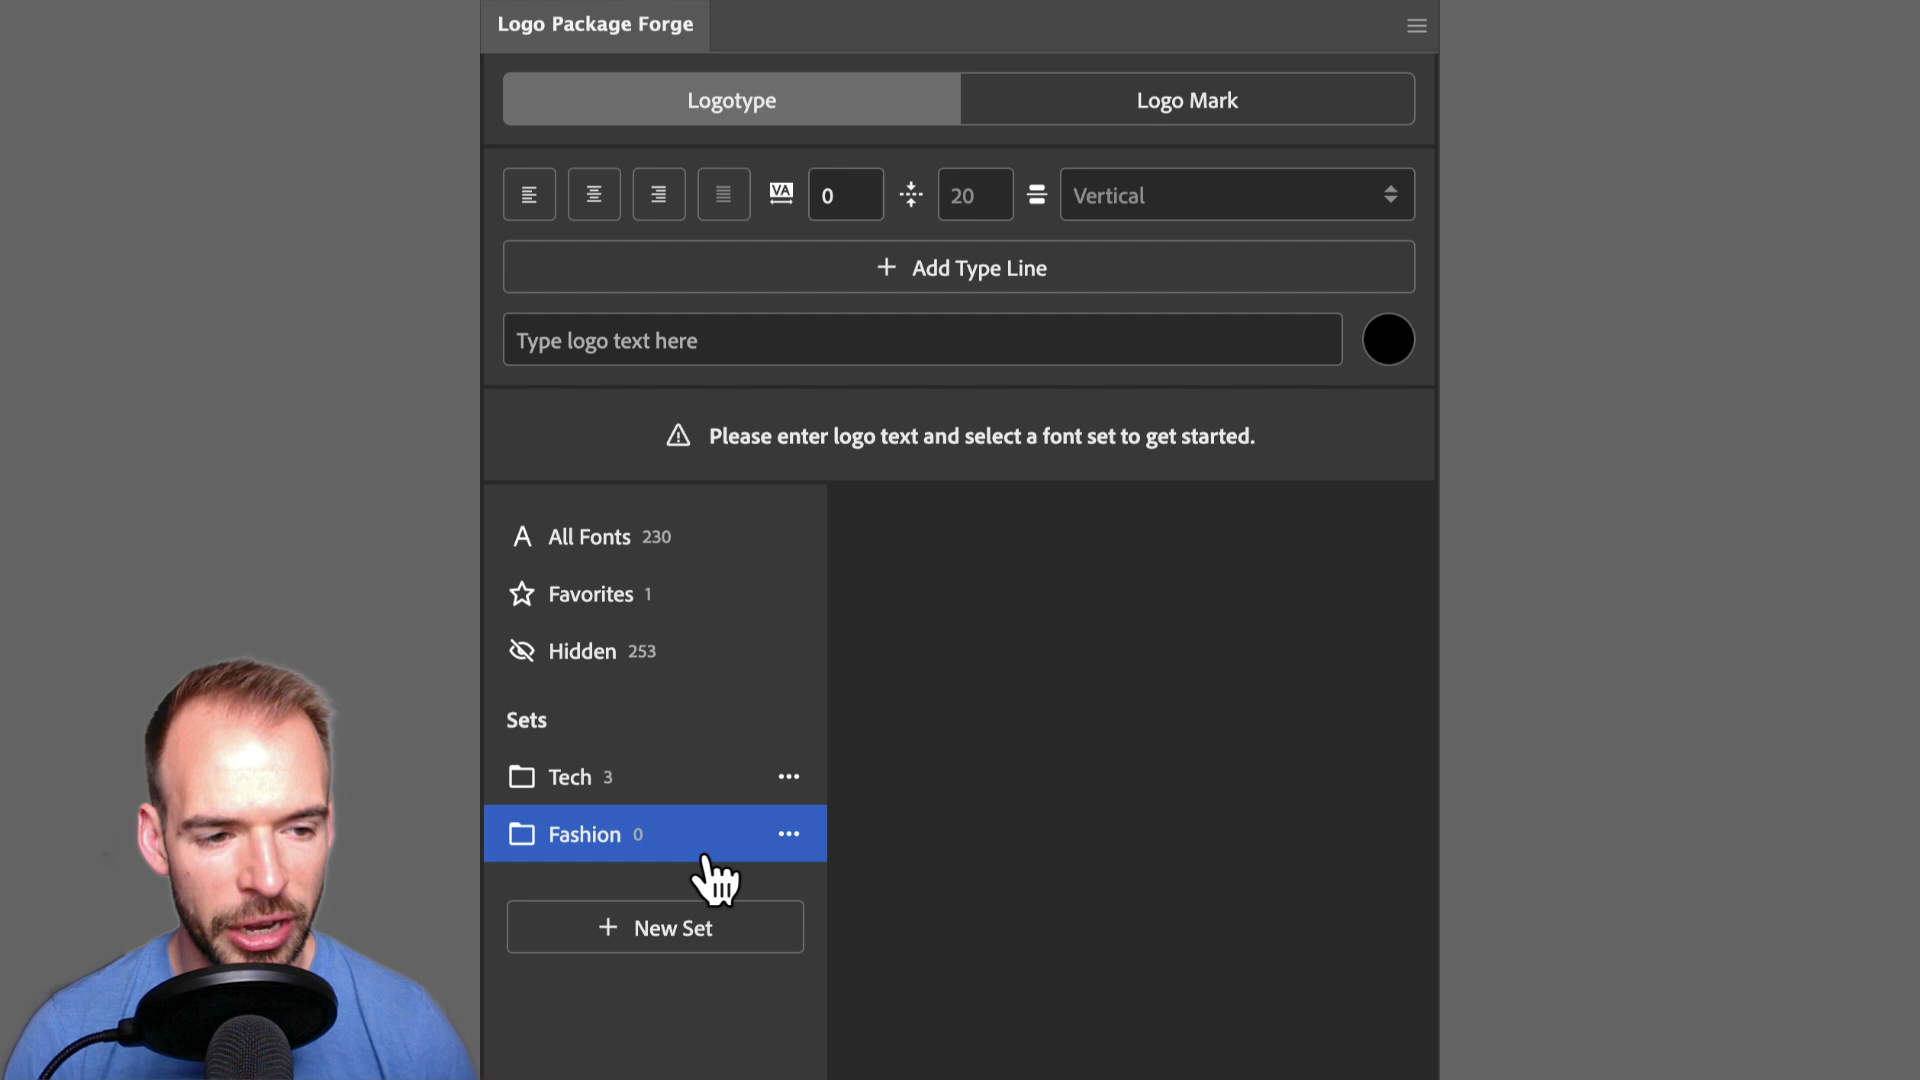 Logo Package Forge
Logotype
Logo Mark
VA
0
20
Vertical
+ Add Type Line
Type logo text here
Please enter logo text and select a font set to get started.
A All Fonts 230
Favorites 1
Hidden 253
Sets
Tech 3 •••
Fashion 0 •••
+ New Set